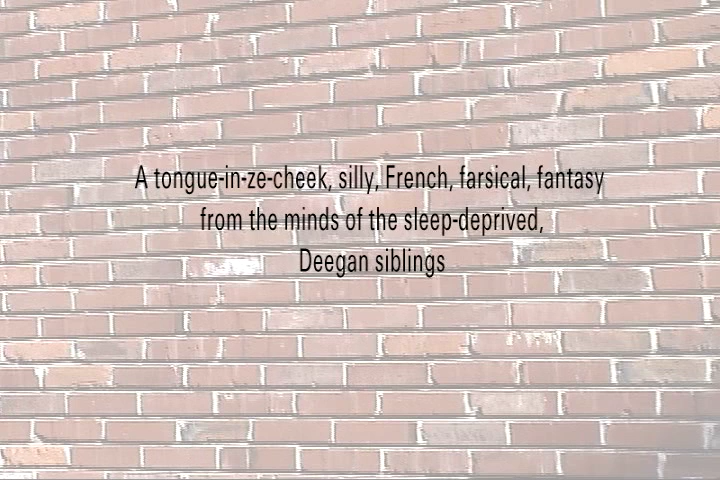 A tongue-in-ze-cheek, silly, French, farsical, fantasy
from the minds of the sleep-deprived,
Deegan siblings